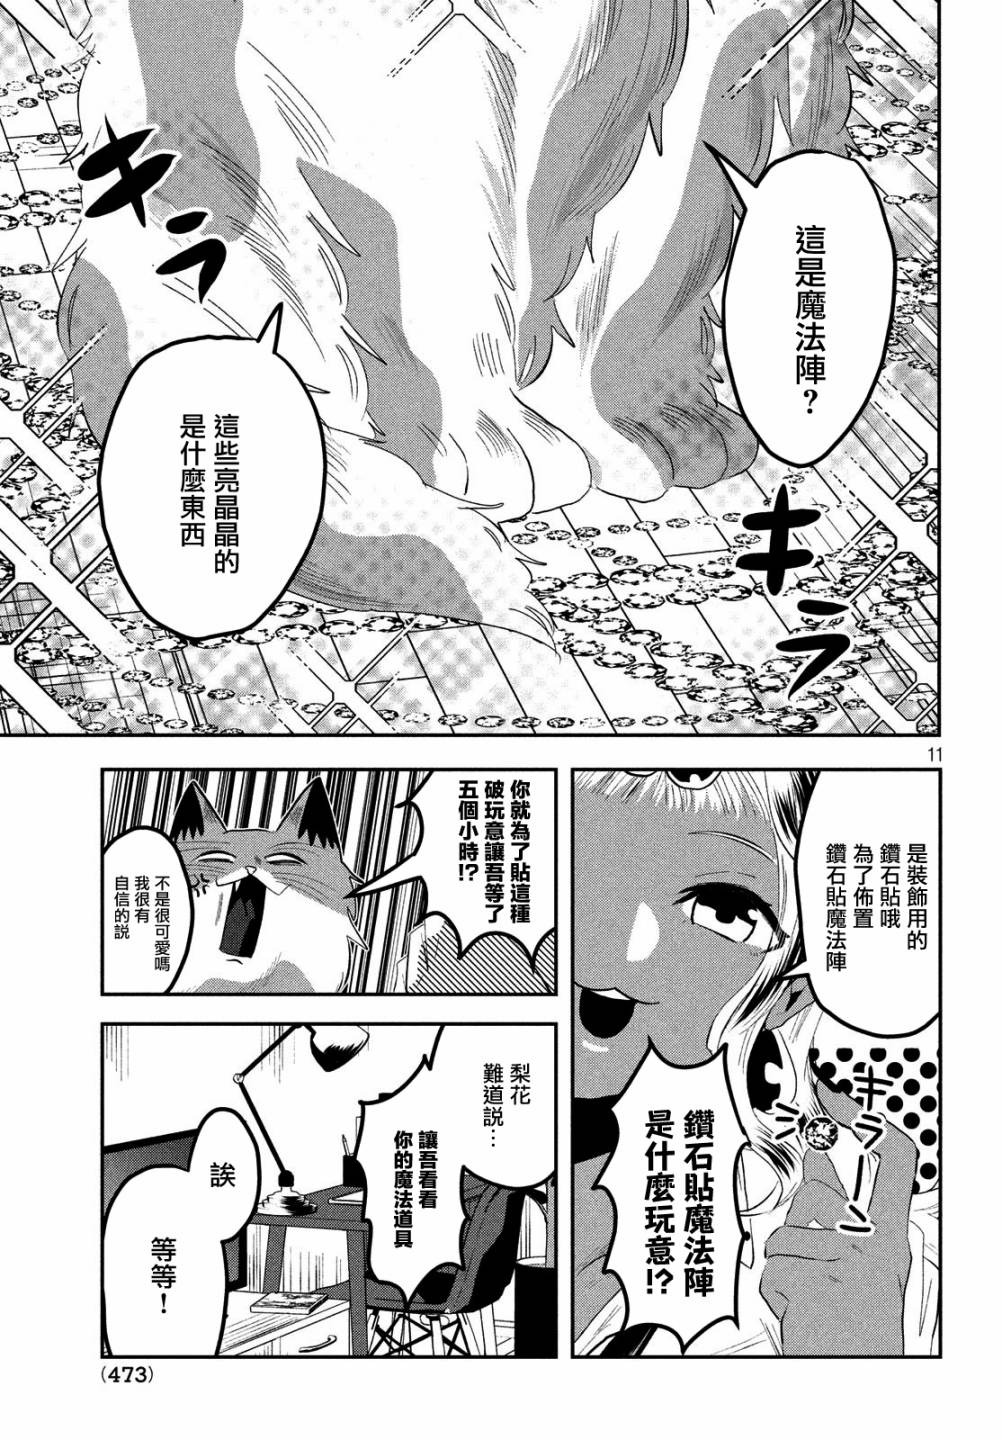 這是魔法陣?
キラ
這些亮晶晶的
是什麼東西
キラ
11
是裝飾用的
鑽石貼哦
為了佈置
鑽石貼魔法陣
キラーン
鑽石貼魔法陣
是什麼玩意!?
你就為了貼這種
破玩意讓吾等了
五個小時!?
不是很可愛嗎
我很有
自信的説
梨花
難道説…
讓吾看看
你的魔法道具
誒
等等!
(473)